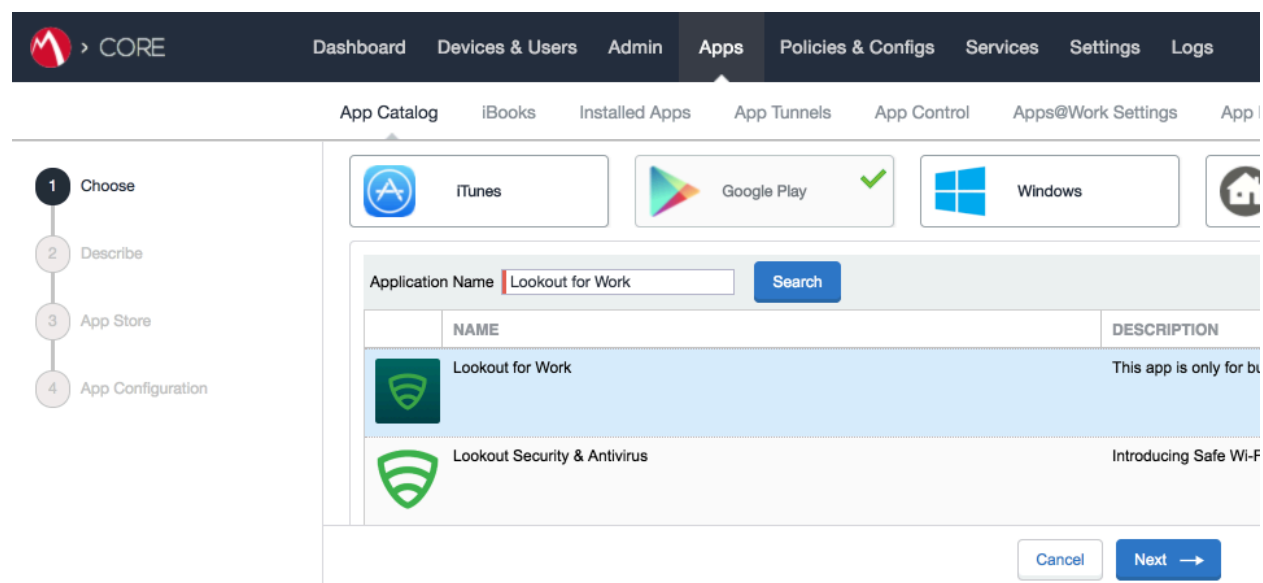 › CORE
Dashboard Devices & Users Admin Apps Policies & Configs Services Settings Logs
App Catalog iBooks Installed Apps App Tunnels App Control Apps@Work Settings App
1 Choose
2 Describe
3 App Store
4 App Configuration
iTunes Google Play Windows
Application Name Lookout for Work Search
NAME DESCRIPTION
Lookout for Work This app is only for bu
Lookout Security & Antivirus Introducing Safe Wi-F
Cancel Next →